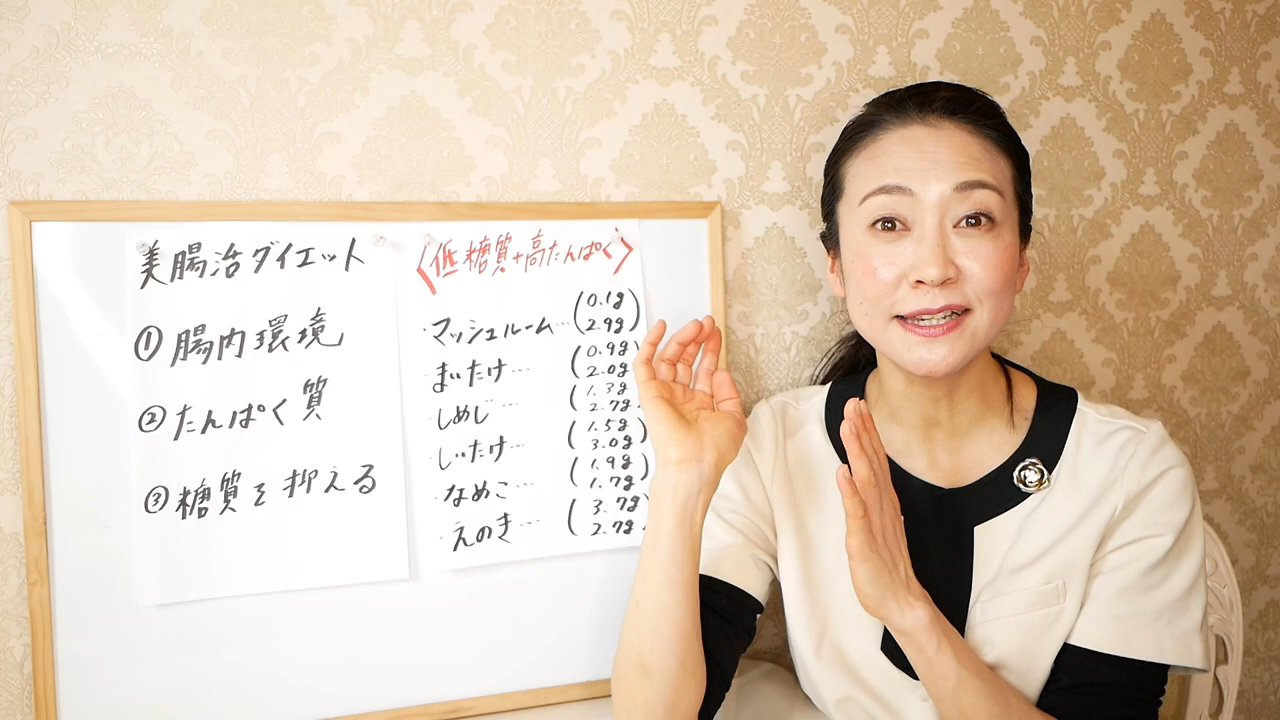 美腸治ダイエット
①腸内環境
②たんぱく質
③糖質を抑える
〈低糖質+高たんぱく〉
・マッシュルーム…(0.1g
2.9g)
・まいたけ…(0.9g
2.0g
・しめじ…(1.3g
2.7g
・しいたけ…(1.5g
3.0g)
・なめこ…(1.9g
1.7g)
・えのき…(3.7g
2.7g